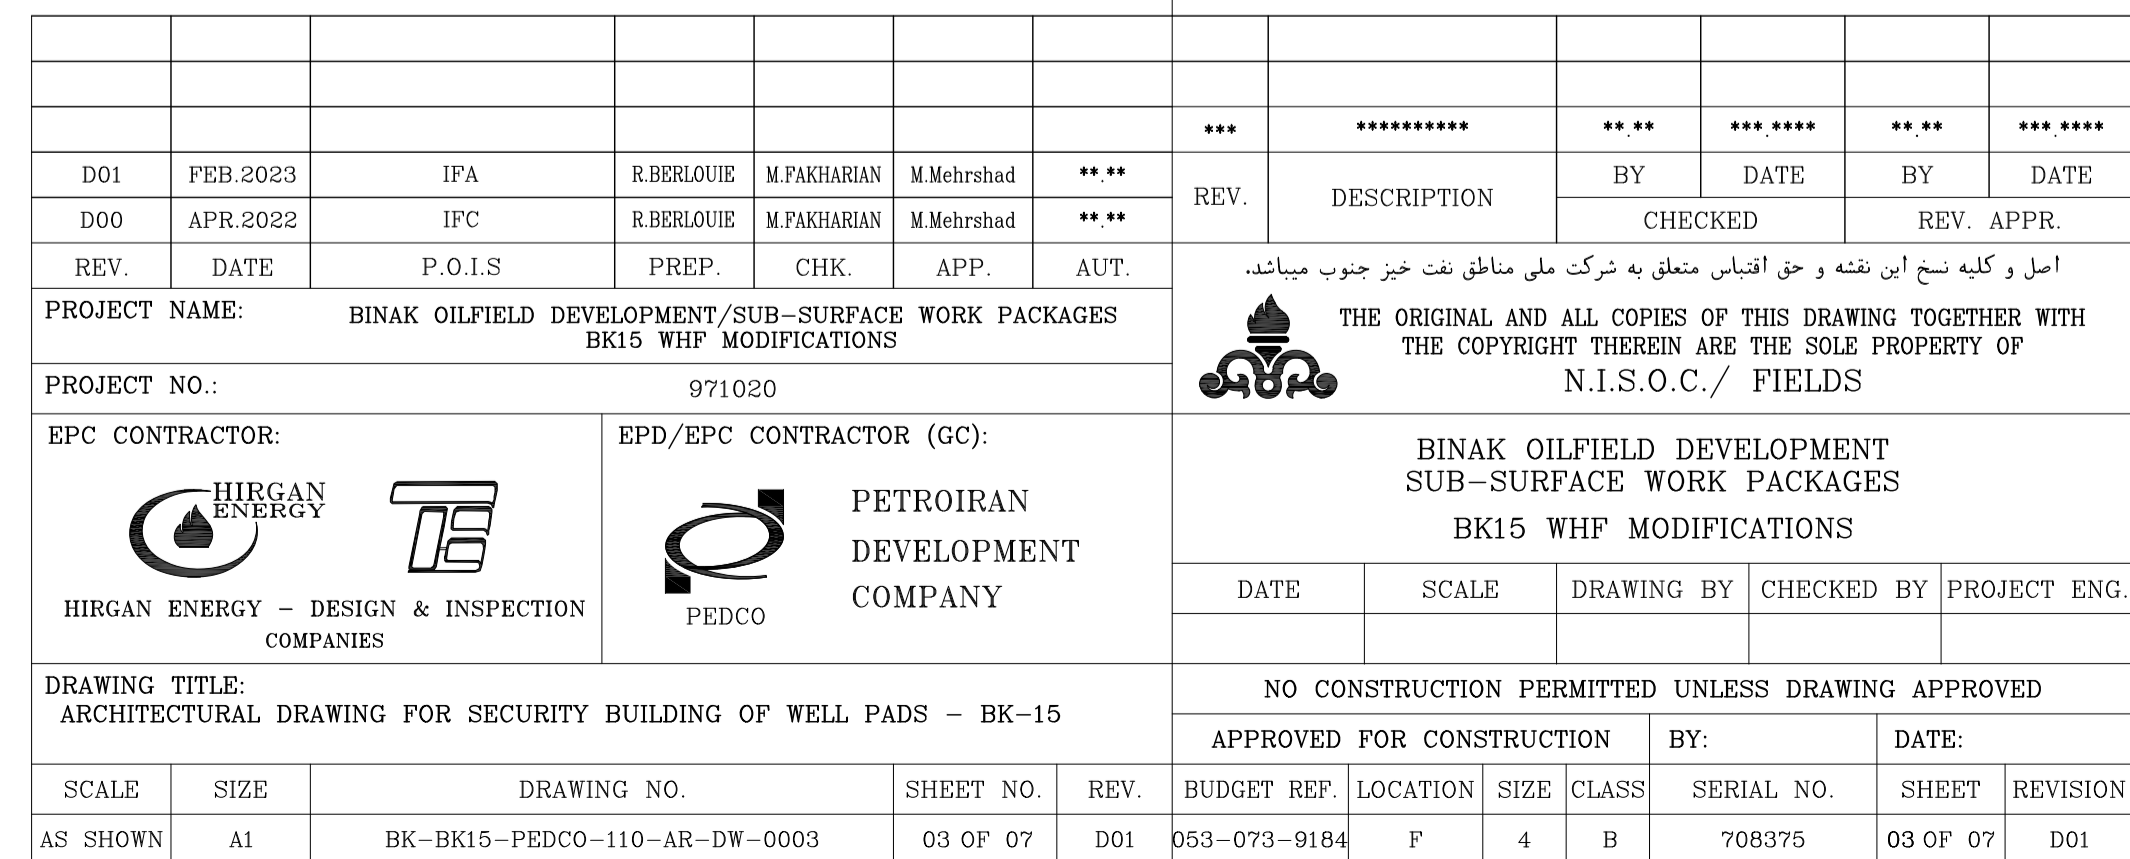 *** ********** **.** ***.**** **.** ***.****
D01 FEB.2023 IFA R.BERLOUIE M.FAKHARIAN M.Mehrshad **.**
D00 APR.2022 IFC R.BERLOUIE M.FAKHARIAN M.Mehrshad **.**
REV. DATE P.O.I.S PREP. CHK. APP. AUT.
REV. DESCRIPTION BY DATE BY DATE
CHECKED REV. APPR.
PROJECT NAME: BINAK OILFIELD DEVELOPMENT/SUB-SURFACE WORK PACKAGES
BK15 WHF MODIFICATIONS
PROJECT NO.: 971020
اصل و کلیه نسخ این نقشه و حق اقتباس متعلق به شرکت ملی مناطق نفت خیز جنوب میباشد.
THE ORIGINAL AND ALL COPIES OF THIS DRAWING TOGETHER WITH
THE COPYRIGHT THEREIN ARE THE SOLE PROPERTY OF
N.I.S.O.C./ FIELDS
EPC CONTRACTOR:
HIRGAN
ENERGY
HIRGAN ENERGY - DESIGN & INSPECTION
COMPANIES
EPD/EPC CONTRACTOR (GC):
PEDCO
PETROIRAN
DEVELOPMENT
COMPANY
BINAK OILFIELD DEVELOPMENT
SUB-SURFACE WORK PACKAGES
BK15 WHF MODIFICATIONS
DATE SCALE DRAWING BY CHECKED BY PROJECT ENG.
DRAWING TITLE:
ARCHITECTURAL DRAWING FOR SECURITY BUILDING OF WELL PADS - BK-15
NO CONSTRUCTION PERMITTED UNLESS DRAWING APPROVED
APPROVED FOR CONSTRUCTION BY: DATE:
SCALE SIZE DRAWING NO. SHEET NO. REV. BUDGET REF. LOCATION SIZE CLASS SERIAL NO. SHEET REVISION
AS SHOWN A1 BK-BK15-PEDCO-110-AR-DW-0003 03 OF 07 D01 053-073-9184 F 4 B 708375 03 OF 07 D01